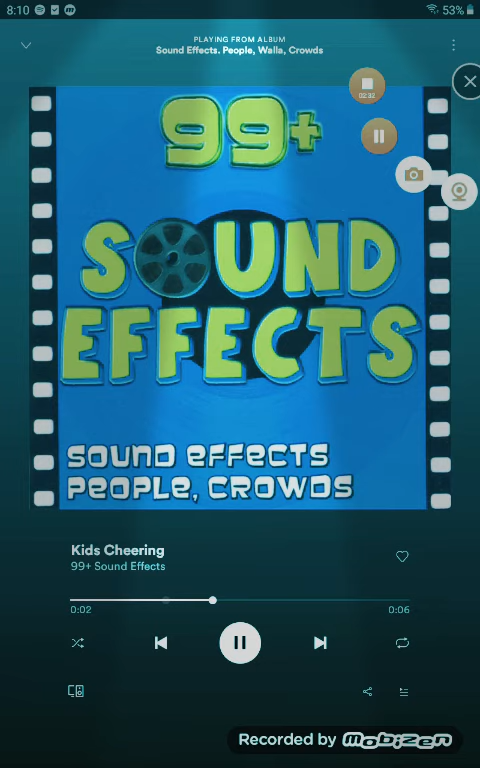 8:10
53%
PLAYING FROM ALBUM
Sound Effects. People, Walla, Crowds
02:32
99+
SOUND
EFFECTS
SOUND EFFECTS
PEOPLE, CROWDS
Kids Cheering
99+ Sound Effects
0:02
0:06
Recorded by Mobizen